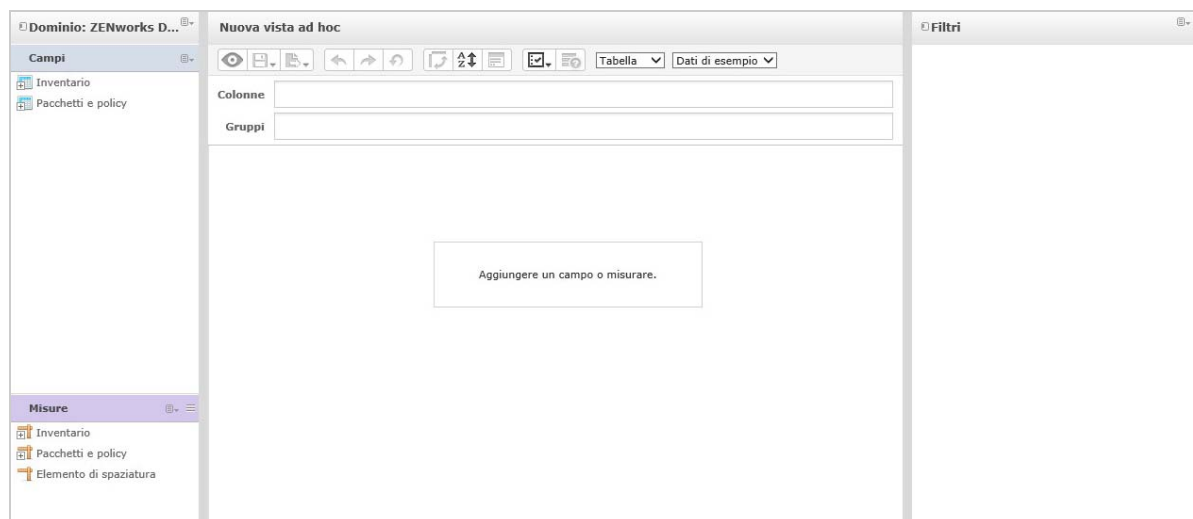 Dominio: ZENworks D...
Campi
Inventario
Pacchetti e policy
Misure
Inventario
Pacchetti e policy
Elemento di spaziatura
Nuova vista ad hoc
Tabella
Dati di esempio
Colonne
Gruppi
Aggiungere un campo o misurare.
Filtri